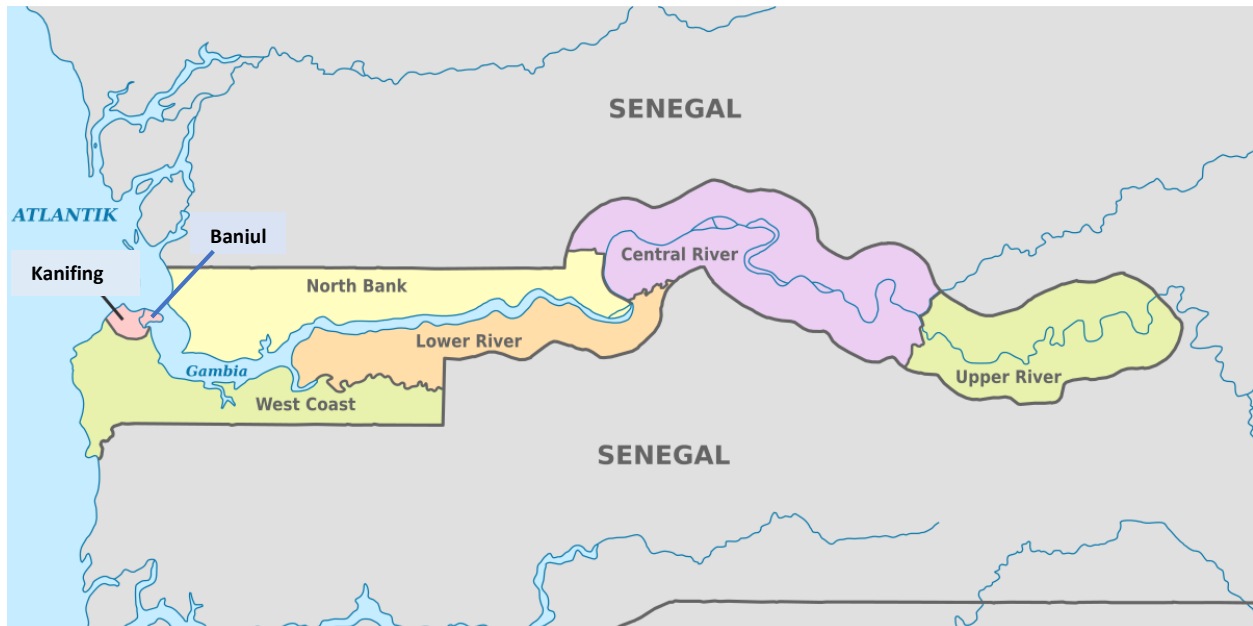 SENEGAL
ATLANTIK
Banjul
Kanifing
Central River
North Bank
Lower River
Gambia
Upper River
West Coast
SENEGAL